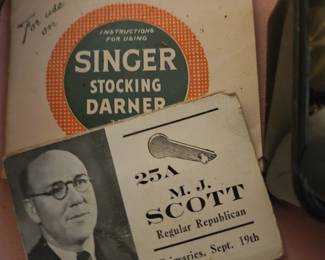 For use
on
INSTRUCTIONS
FOR USING
SINGER
STOCKING
DARNER
25A
M. J.
SCOTT
Regular Republican
Primaries, Sept. 19th